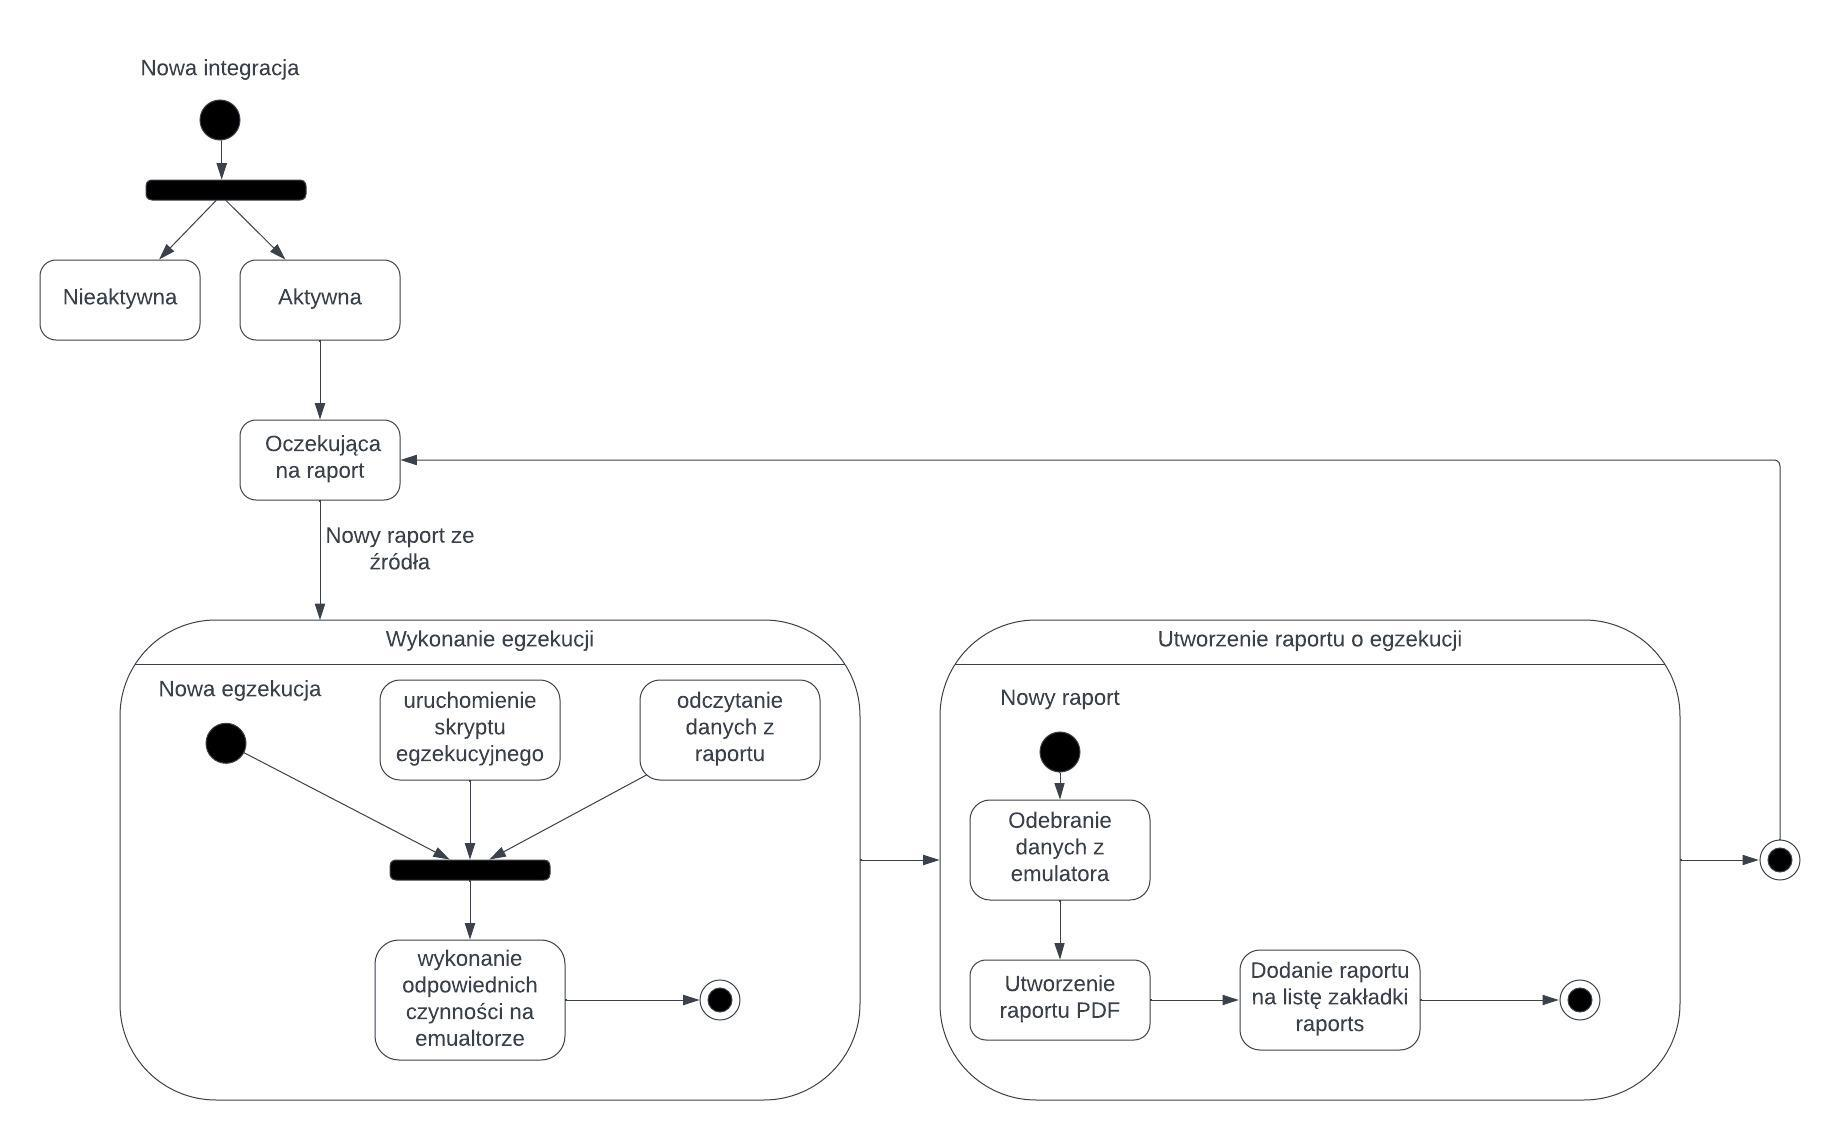 Nowa integracja
Nieaktywna
Aktywna
Oczekująca
na raport
Nowy raport ze
źródła
Wykonanie egzekucji
Nowa egzekucja
uruchomienie
skryptu
egzekucyjnego
odczytanie
danych z
raportu
wykonanie
odpowiednich
czynności na
emualtorze
Utworzenie raportu o egzekucji
Nowy raport
Odebranie
danych z
emulatora
Utworzenie
raportu PDF
Dodanie raportu
na listę zakładki
raports